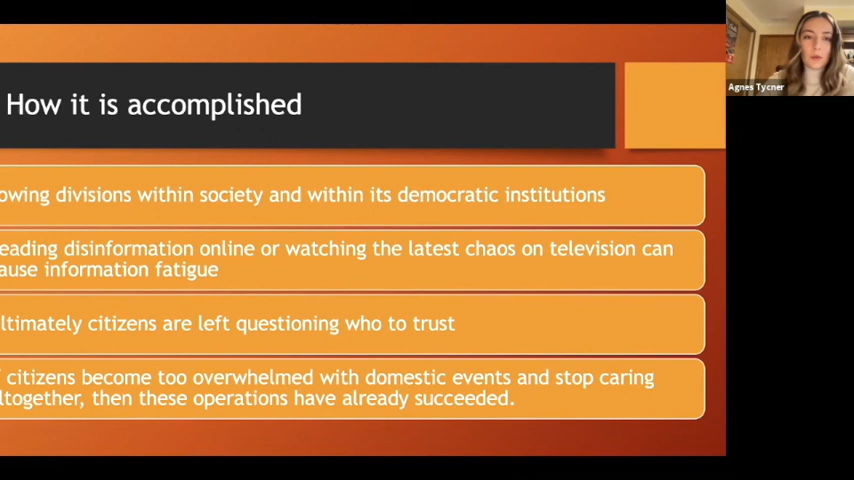 How it is accomplished
Agnes Tycner
owing divisions within society and within its democratic institutions
eading disinformation online or watching the latest chaos on television can
ause information fatigue
ltimately citizens are left questioning who to trust
citizens become too overwhelmed with domestic events and stop caring
ltogether, then these operations have already succeeded.